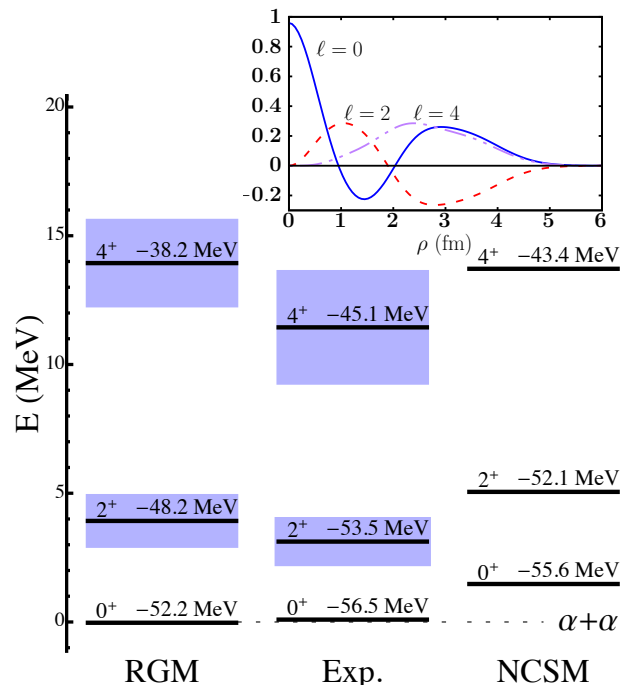 1
0.8
0.6
0.4
0.2
0
-0.2
ℓ = 0
ℓ = 2
ℓ = 4
0 1 2 3 4 5 6
ρ (fm)
E (MeV)
20
15
10
5
0
4⁺ −38.2 MeV
2⁺ −48.2 MeV
0⁺ −52.2 MeV
4⁺ −45.1 MeV
2⁺ −53.5 MeV
0⁺ −56.5 MeV
4⁺ −43.4 MeV
2⁺ −52.1 MeV
0⁺ −55.6 MeV
α+α
RGM Exp. NCSM